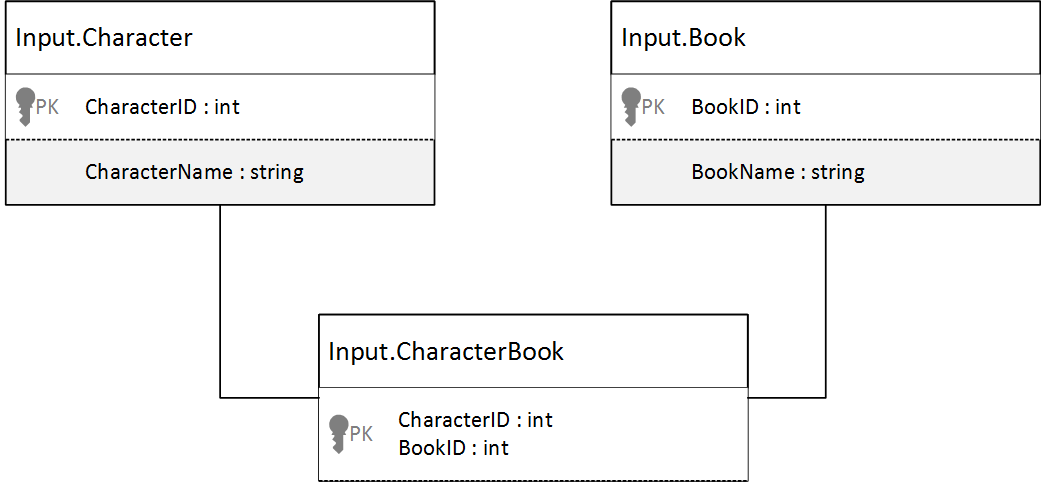 Input.Character
PK CharacterID : int
CharacterName : string
Input.Book
PK BookID : int
BookName : string
Input.CharacterBook
PK CharacterID : int
BookID : int